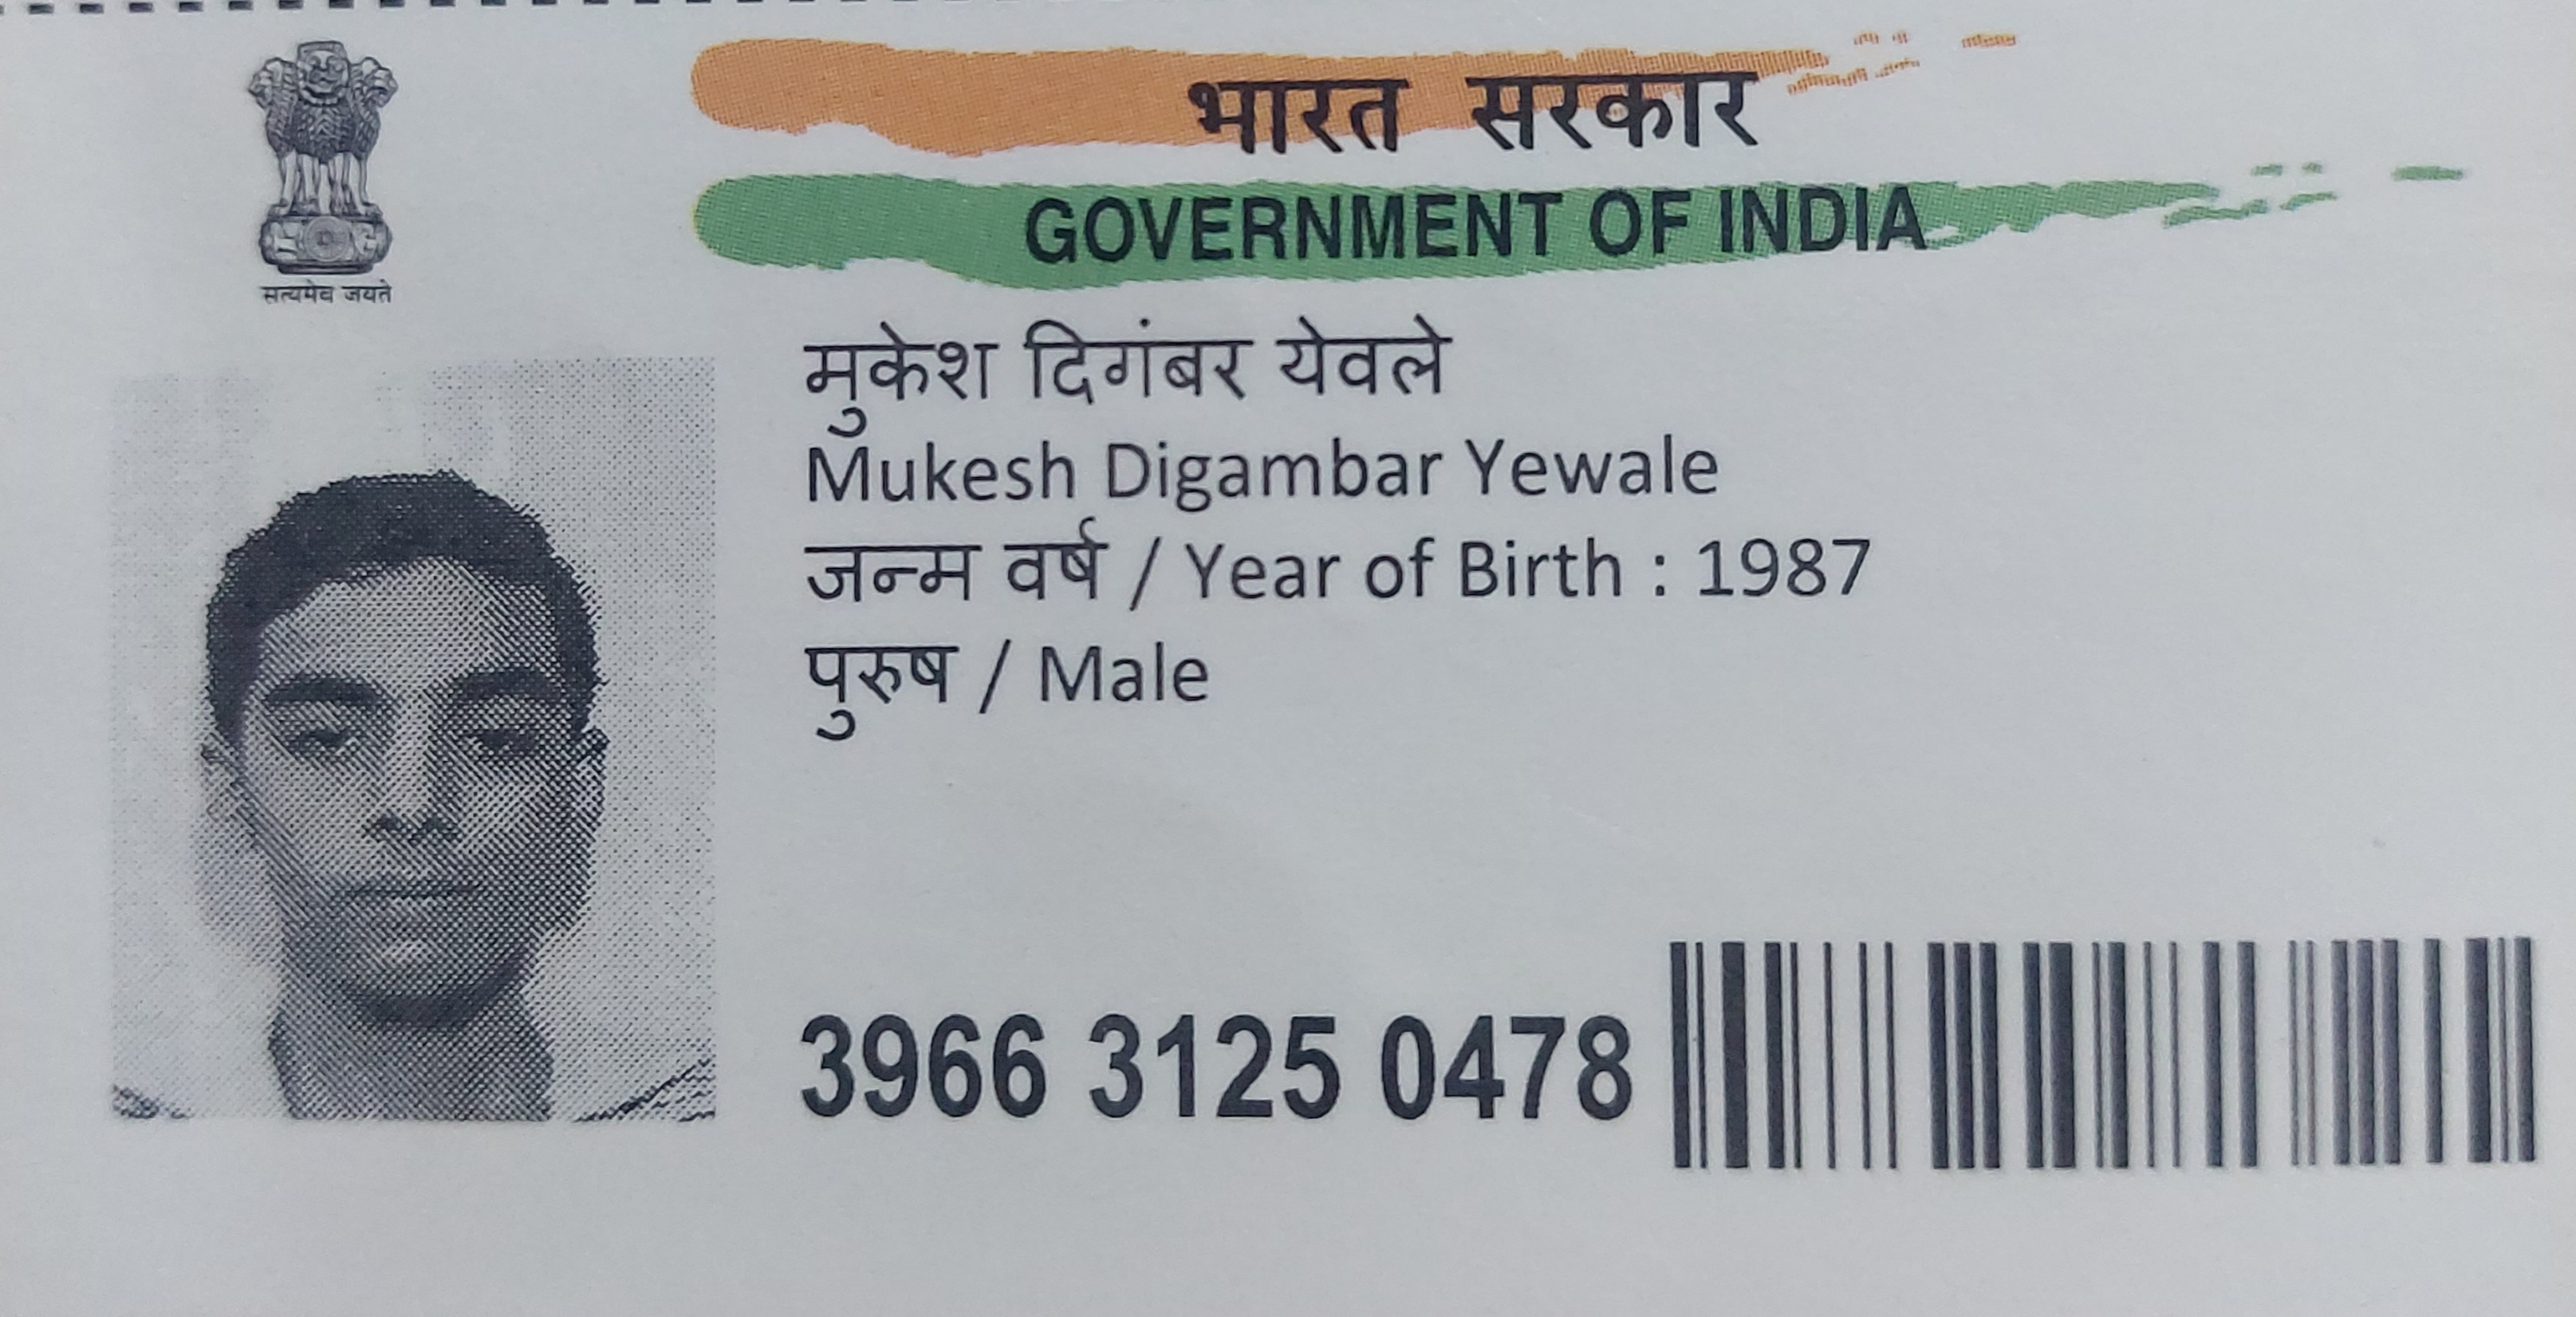 भारत सरकार
GOVERNMENT OF INDIA
सत्यमेव जयते
मुकेश दिगंबर येवले
Mukesh Digambar Yewale
जन्म वर्ष / Year of Birth : 1987
पुरुष / Male
3966 3125 0478